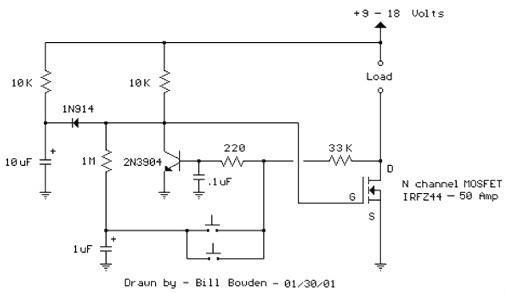 +9 - 18 Volts
10K
10K
Load
1N914
10uF
+
1M
2N3904
220
33K
.1uF
D
G
S
N channel MOSFET
IRFZ44 - 50 Amp
1uF
+
Drawn by - Bill Bowden - 01/30/01